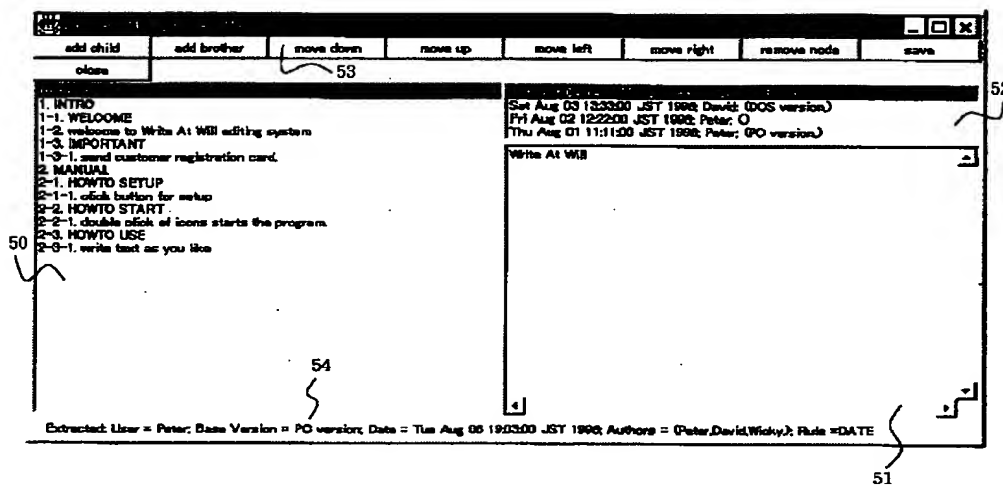 add child add brother move down move up move left move right remove node save
close
53
52
1. INTRO
1-1. WELCOME
1-2. welcome to Write At Will editing system
1-3. IMPORTANT
1-3-1. send customer registration card.
2. MANUAL
2-1. HOWTO SETUP
2-1-1. click button for setup
2-2. HOWTO START
2-2-1. double click of icons starts the program.
2-3. HOWTO USE
2-3-1. write text as you like
50
Sat Aug 03 12:33:00 JST 1996; David; (DOS version,)
Fri Aug 02 12:22:00 JST 1996; Peter; ()
Thu Aug 01 11:11:00 JST 1996; Peter; (PC version,)
Write At Will
54
Extracted: User = Peter; Base Version = PC version; Date = Tue Aug 06 19:03:00 JST 1996; Authors = (Peter,David,Wicky,); Rule =DATE
51